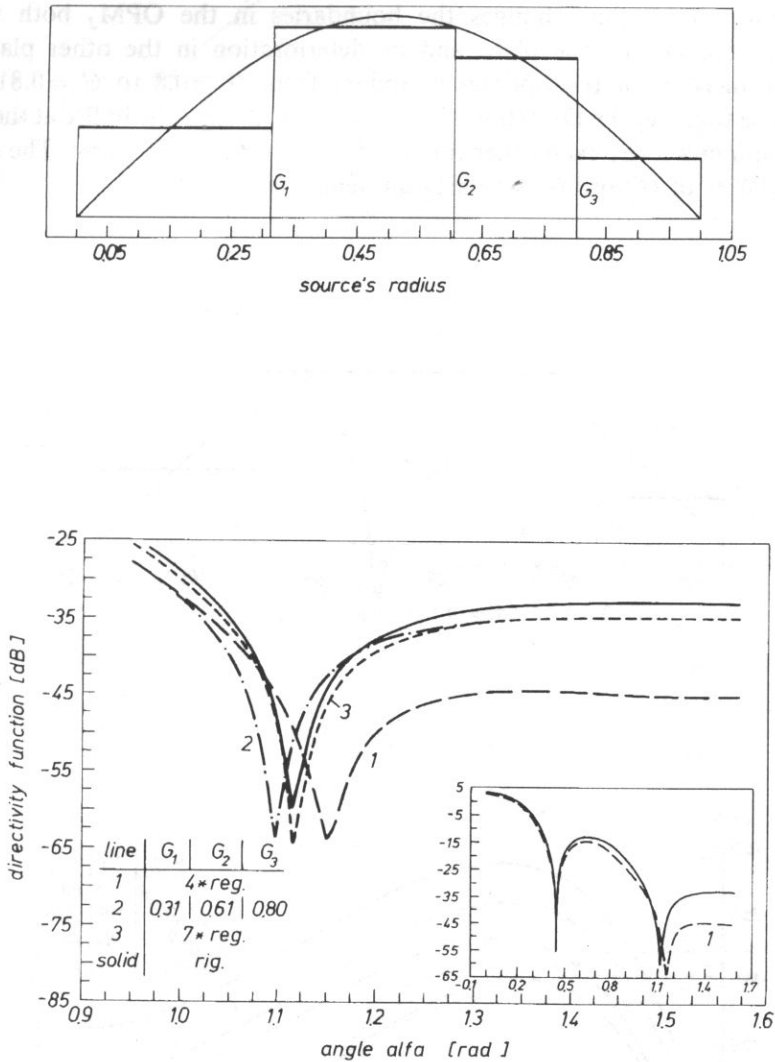 G₁ G₂ G₃
0,05 0,25 0,45 0,65 0,85 1,05
source's radius
-25
-35
-45
-55
-65
-85
directivity function [dB]
2
3
1
line G₁ G₂ G₃
1 4*reg.
2 0,31 0,61 0,80
3 7*reg.
solid rig.
5
-5
-15
-25
-35
-45
-55
-65
1
-0,1 0,2 0,5 0,8 1,1 1,4 1,7
0.9 1.0 1.1 1.2 1.3 1.4 1.5 1.6
angle alfa [rad]